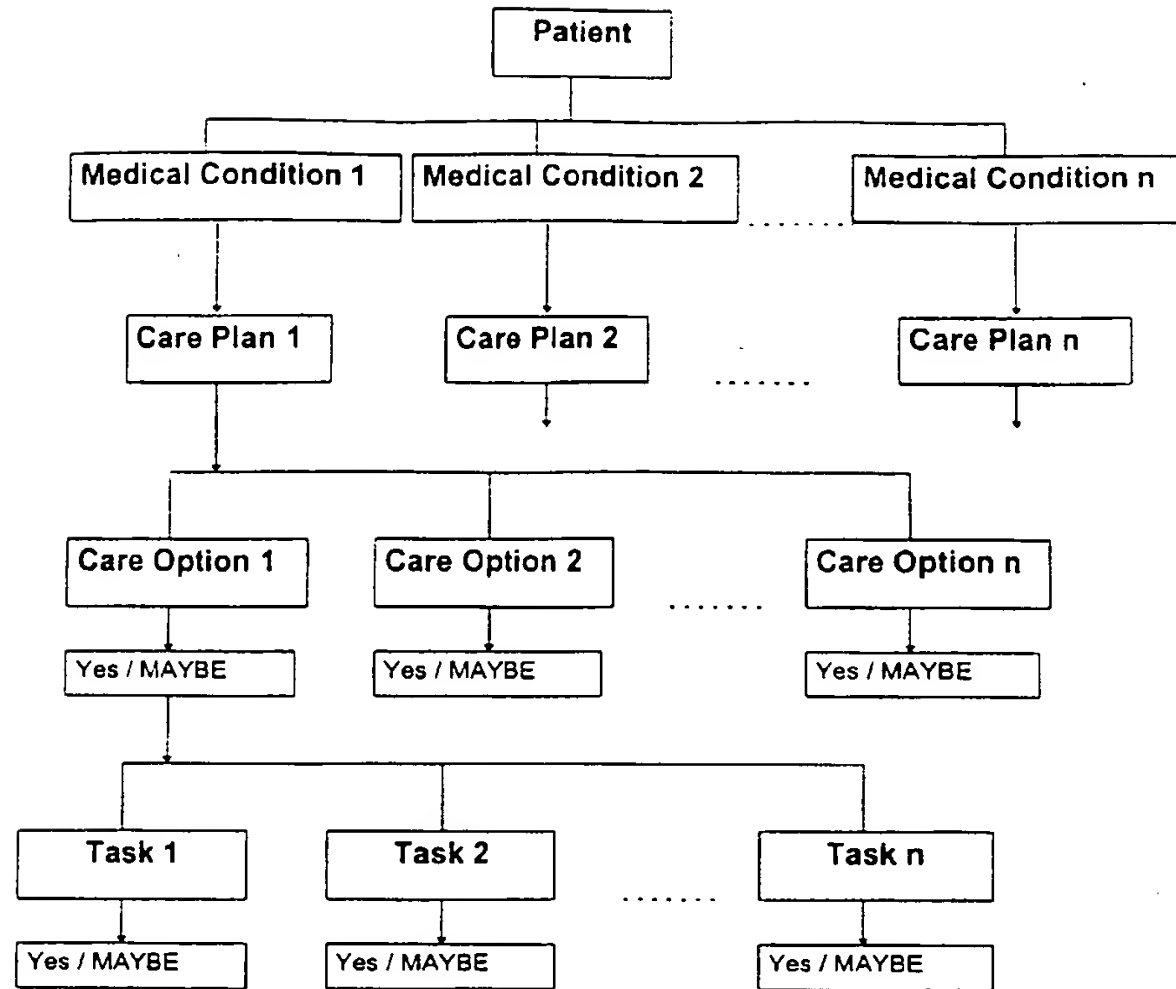 Patient
Medical Condition 1
Medical Condition 2
Medical Condition n
Care Plan 1
Care Plan 2
Care Plan n
Care Option 1
Care Option 2
Care Option n
Yes / MAYBE
Yes / MAYBE
Yes / MAYBE
Task 1
Task 2
Task n
Yes / MAYBE
Yes / MAYBE
Yes / MAYBE